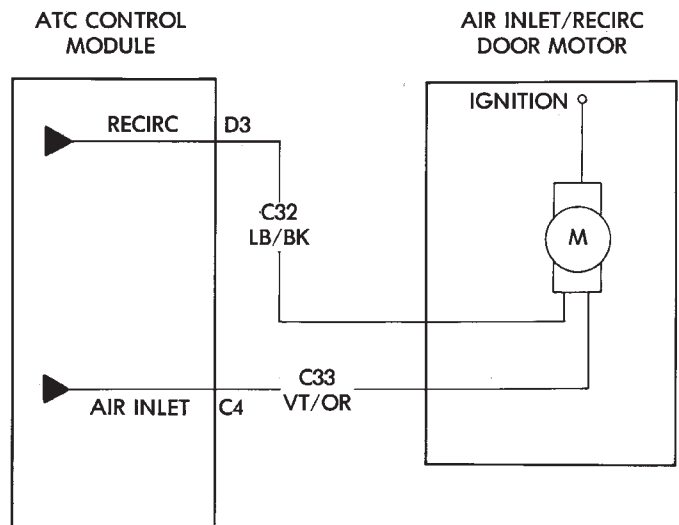 ATC CONTROL
MODULE
AIR INLET/RECIRC
DOOR MOTOR
IGNITION
RECIRC
D3
C32
LB/BK
M
C33
VT/OR
AIR INLET
C4